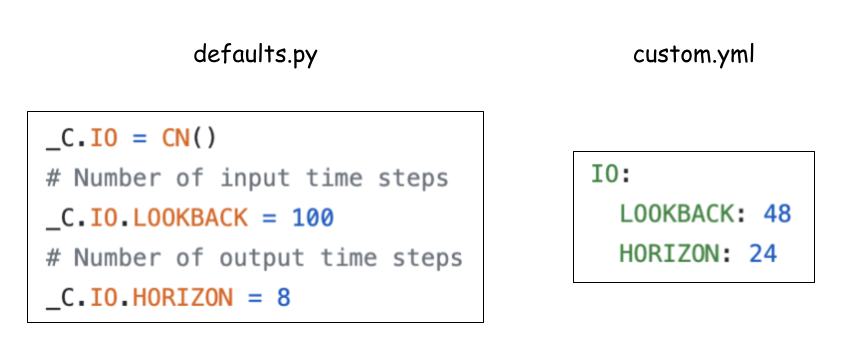 defaults.py
_C.IO = CN()
# Number of input time steps
_C.IO.LOOKBACK = 100
# Number of output time steps
_C.IO.HORIZON = 8
custom.yml
IO:
  LOOKBACK: 48
  HORIZON: 24